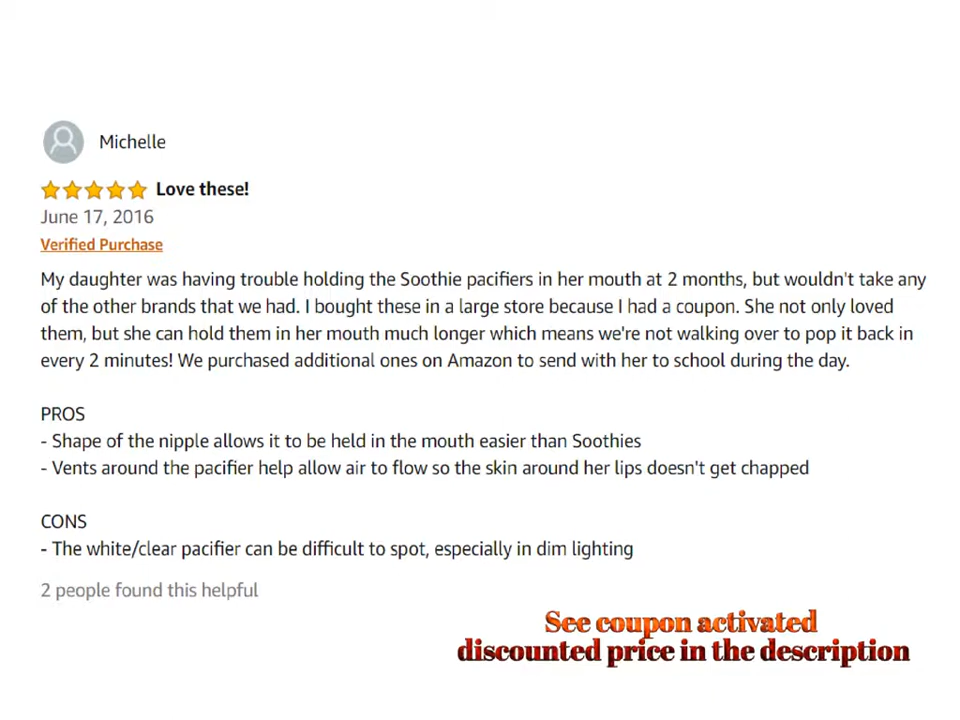 Michelle
Love these!
June 17, 2016
Verified Purchase
My daughter was having trouble holding the Soothie pacifiers in her mouth at 2 months, but wouldn't take any
of the other brands that we had. I bought these in a large store because I had a coupon. She not only loved
them, but she can hold them in her mouth much longer which means we're not walking over to pop it back in
every 2 minutes! We purchased additional ones on Amazon to send with her to school during the day.
PROS
- Shape of the nipple allows it to be held in the mouth easier than Soothies
- Vents around the pacifier help allow air to flow so the skin around her lips doesn't get chapped
CONS
- The white/clear pacifier can be difficult to spot, especially in dim lighting
2 people found this helpful
See coupon activated
discounted price in the description